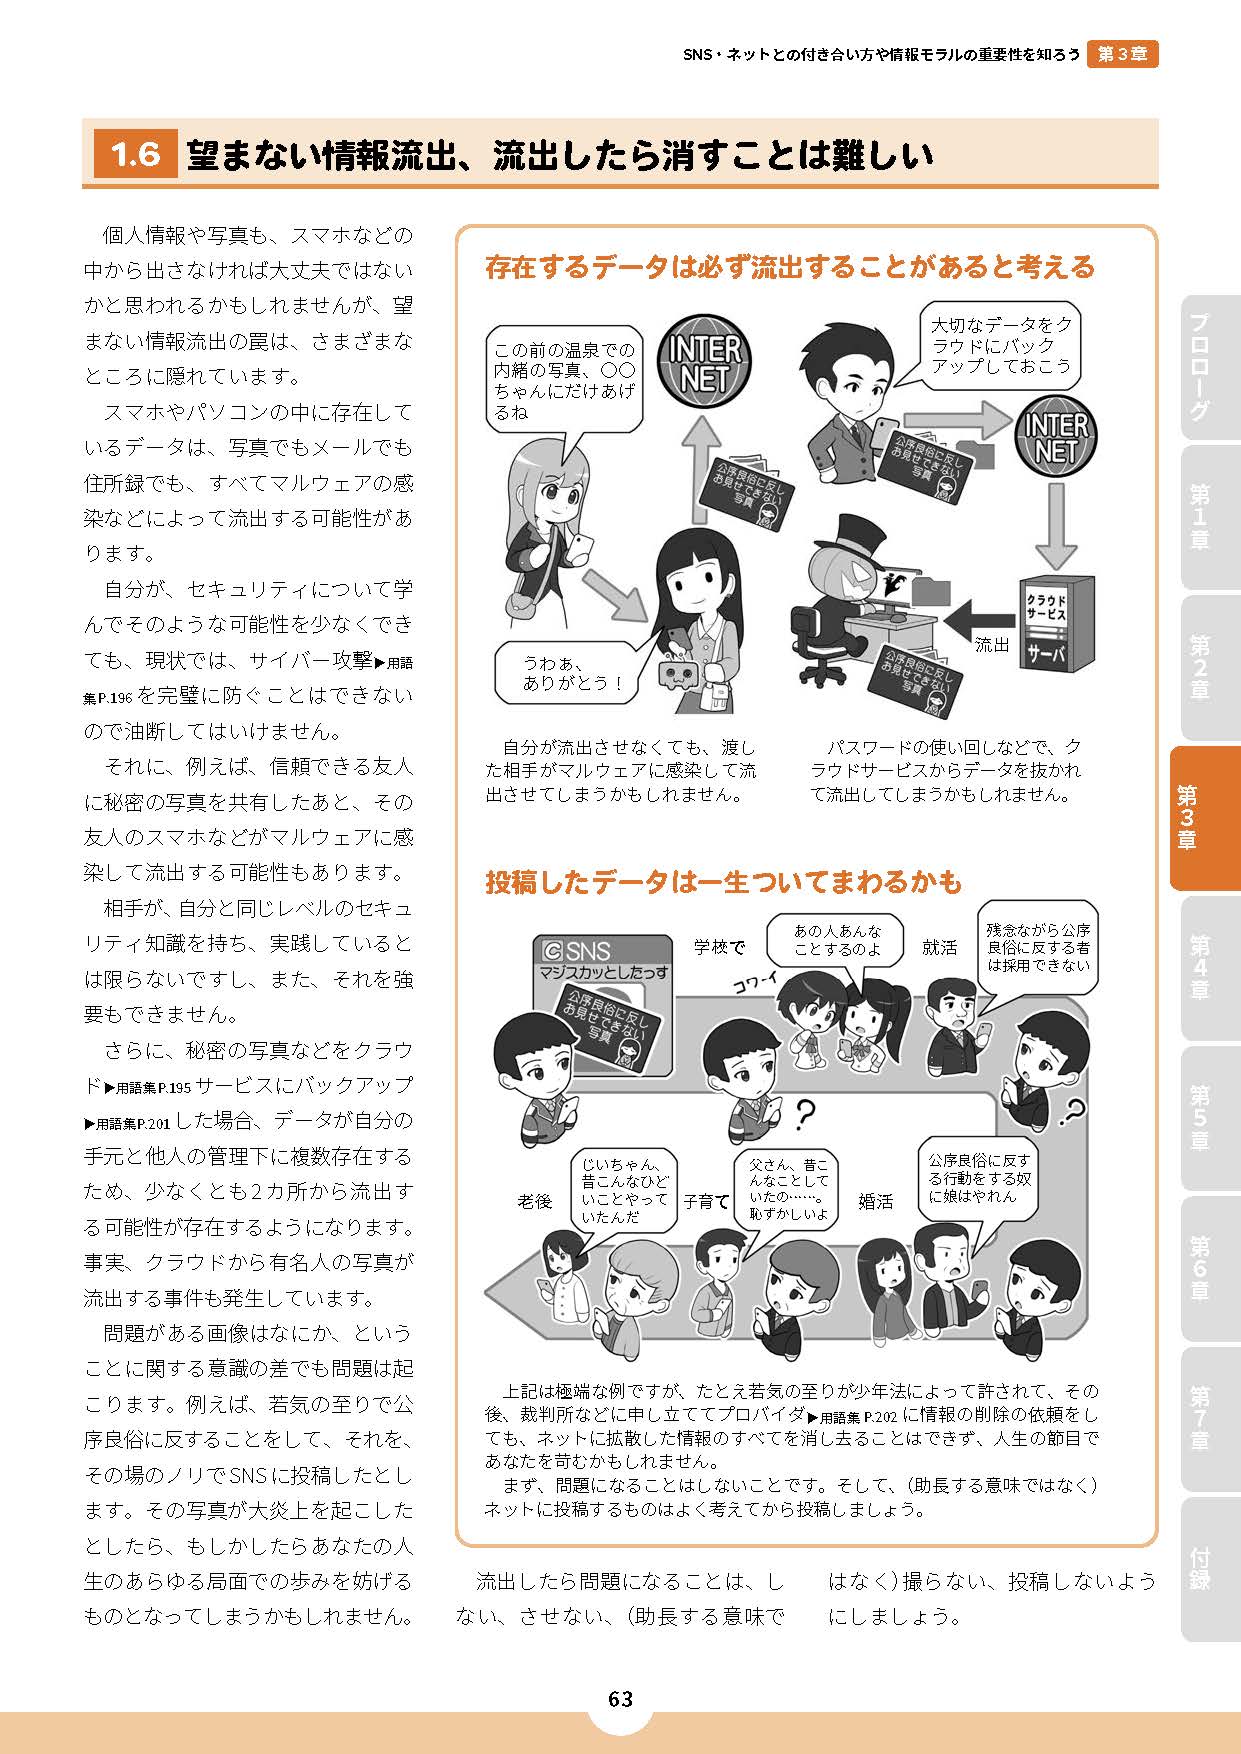 SNS・ネットとの付き合い方や情報モラルの重要性を知ろう 第3章
1.6 望まない情報流出、流出したら消すことは難しい
個人情報や写真も、スマホなどの
中から出さなければ大丈夫ではない
かと思われるかもしれませんが、望
まない情報流出の罠は、さまざまな
ところに隠れています。
スマホやパソコンの中に存在して
いるデータは、写真でもメールでも
住所録でも、すべてマルウェアの感
染などによって流出する可能性があ
ります。
自分が、セキュリティについて学
んでそのような可能性を少なくでき
ても、現状では、サイバー攻撃▶用語
集P.196を完璧に防ぐことはできない
ので油断してはいけません。
それに、例えば、信頼できる友人
に秘密の写真を共有したあと、その
友人のスマホなどがマルウェアに感
染して流出する可能性もあります。
相手が、自分と同じレベルのセキュ
リティ知識を持ち、実践していると
は限らないですし、また、それを強
要もできません。
さらに、秘密の写真などをクラウ
ド▶用語集P.195サービスにバックアップ
▶用語集P.201した場合、データが自分の
手元と他人の管理下に複数存在する
ため、少なくとも2カ所から流出す
る可能性が存在するようになります。
事実、クラウドから有名人の写真が
流出する事件も発生しています。
問題がある画像はなにか、という
ことに関する意識の差でも問題は起
こります。例えば、若気の至りで公
序良俗に反することをして、それを、
その場のノリでSNSに投稿したとし
ます。その写真が大炎上を起こした
としたら、もしかしたらあなたの人
生のあらゆる局面での歩みを妨げる
ものとなってしまうかもしれません。
存在するデータは必ず流出することがあると考える
この前の温泉での
内緒の写真、〇〇
ちゃんにだけあげ
るね
INTER
NET
公序良俗に反し
お見せできない
写真
うわぁ、
ありがとう!
大切なデータをク
ラウドにバック
アップしておこう
INTER
NET
公序良俗に反し
お見せできない
写真
クラウド
サービス
サーバ
流出
公序良俗に反し
お見せできない
写真
自分が流出させなくても、渡し
た相手がマルウェアに感染して流
出させてしまうかもしれません。
パスワードの使い回しなどで、ク
ラウドサービスからデータを抜かれ
て流出してしまうかもしれません。
投稿したデータは一生ついてまわるかも
SNS
マジスカッとしたっす
公序良俗に反し
お見せできない
写真
学校で
コワーイ
あの人あんな
ことするのよ
就活
残念ながら公序
良俗に反する者
は採用できない
?
?
老後
じいちゃん、
昔こんなひど
いことやって
いたんだ
子育て
父さん、昔こ
んなことして
いたの……。
恥ずかしいよ
婚活
公序良俗に反す
る行動をする奴
に娘はやれん
上記は極端な例ですが、たとえ若気の至りが少年法によって許されて、その
後、裁判所などに申し立ててプロバイダ▶用語集P.202に情報の削除の依頼をし
ても、ネットに拡散した情報のすべてを消し去ることはできず、人生の節目で
あなたを苛むかもしれません。
まず、問題になることはしないことです。そして、(助長する意味ではなく)
ネットに投稿するものはよく考えてから投稿しましょう。
流出したら問題になることは、し
ない、させない、(助長する意味で
はなく)撮らない、投稿しないよう
にしましょう。
プロローグ
第1章
第2章
第3章
第4章
第5章
第6章
第7章
付録
63